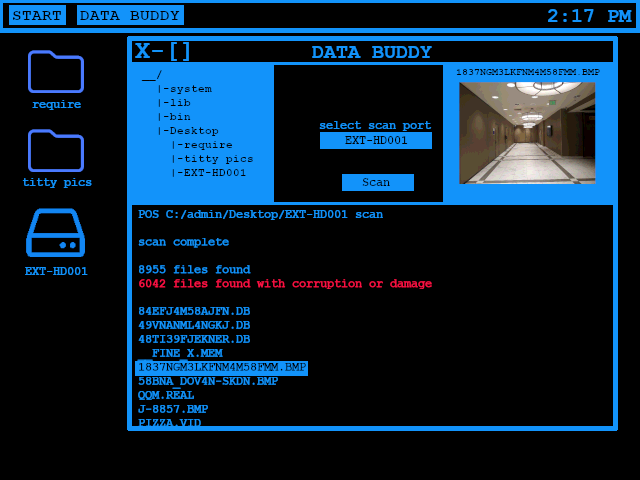 START DATA BUDDY 2:17 PM
require
titty pics
EXT-HD001
X-[] DATA BUDDY
__/
|-system
|-lib
|-bin
|-Desktop
|-require
|-titty pics
|-EXT-HD001
select scan port
EXT-HD001
Scan
1837NGM3LKFNM4M58FMM.BMP
POS C:/admin/Desktop/EXT-HD001 scan
scan complete
8955 files found
6042 files found with corruption or damage
84EFJ4M58AJFN.DB
49VNANML4NGKJ.DB
48TI39FJEKNER.DB
__FINE_X.MEM
1837NGM3LKFNM4M58FMM.BMP
58BNA_DOV4N-SKDN.BMP
QQM.REAL
J-8857.BMP
PIZZA.VID